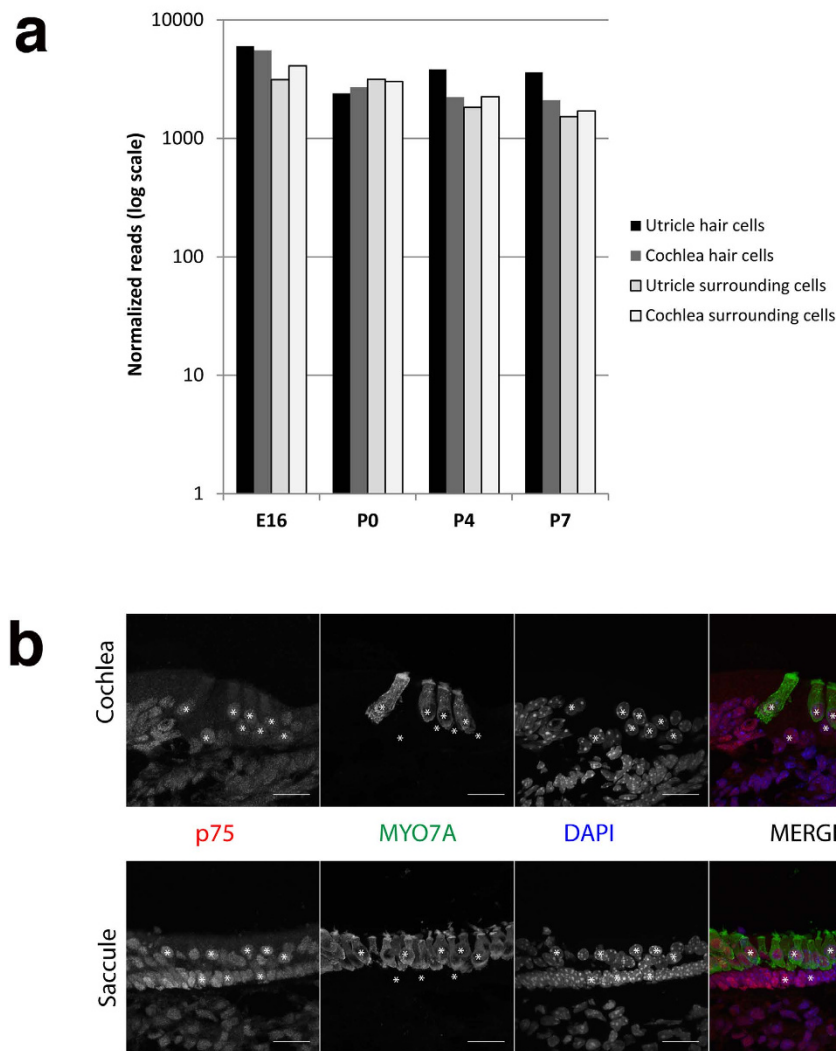 a
10000
1000
100
10
1
Normalized reads (log scale)
E16 P0 P4 P7
Utricle hair cells
Cochlea hair cells
Utricle surrounding cells
Cochlea surrounding cells
b
Cochlea
p75 MYO7A DAPI MERG
Saccule